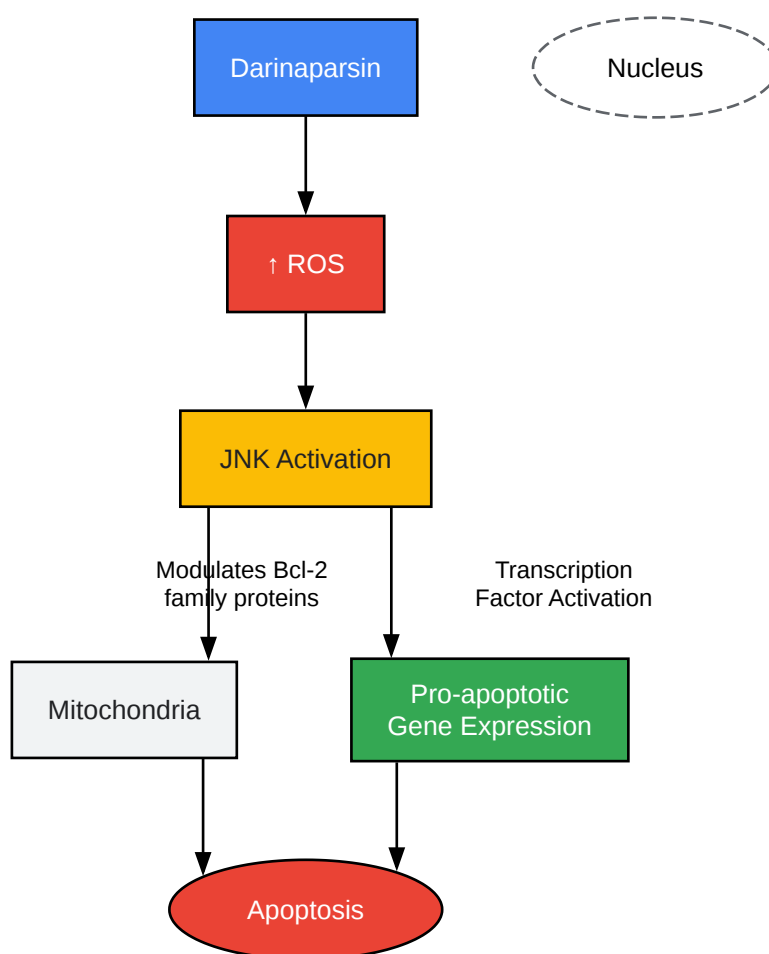 Darinaparsin
Nucleus
↑ ROS
JNK Activation
Modulates Bcl-2
family proteins
Transcription
Factor Activation
Mitochondria
Pro-apoptotic
Gene Expression
Apoptosis